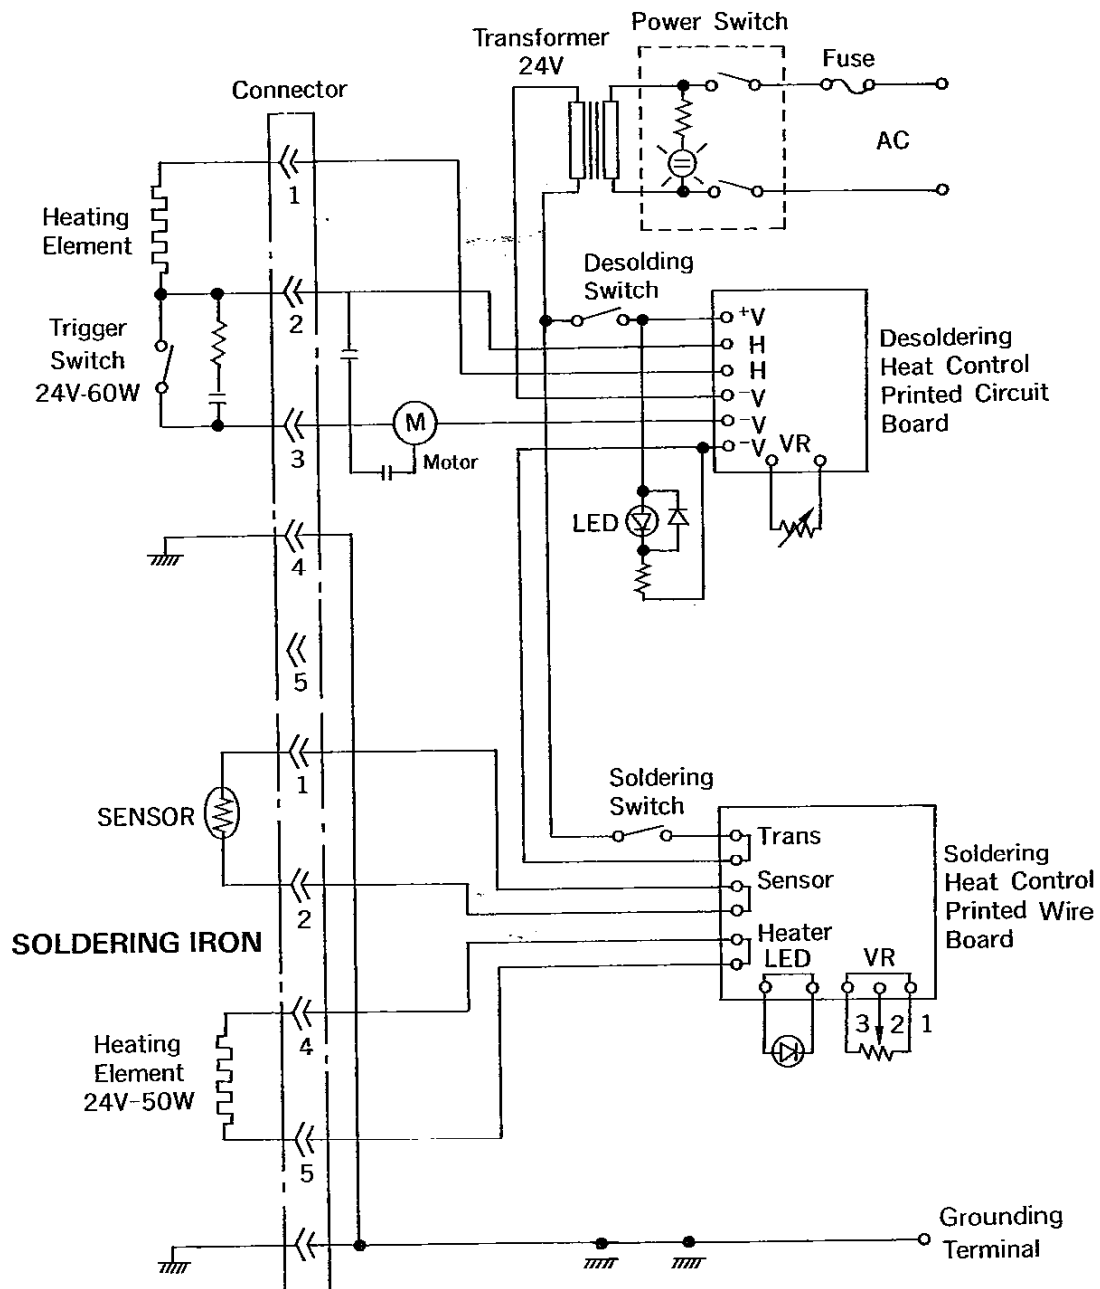 Power Switch
Transformer
24V
Fuse
Connector
AC
1
Heating
Element
Desolding
Switch
2
Trigger
Switch
24V-60W
+V
H
H
-V
-V
-V
VR
Desoldering
Heat Control
Printed Circuit
Board
M
Motor
3
LED
4
5
1
SENSOR
Soldering
Switch
Trans
Sensor
Heater
LED
VR
3
2
1
Soldering
Heat Control
Printed Wire
Board
2
SOLDERING IRON
4
Heating
Element
24V-50W
5
Grounding
Terminal